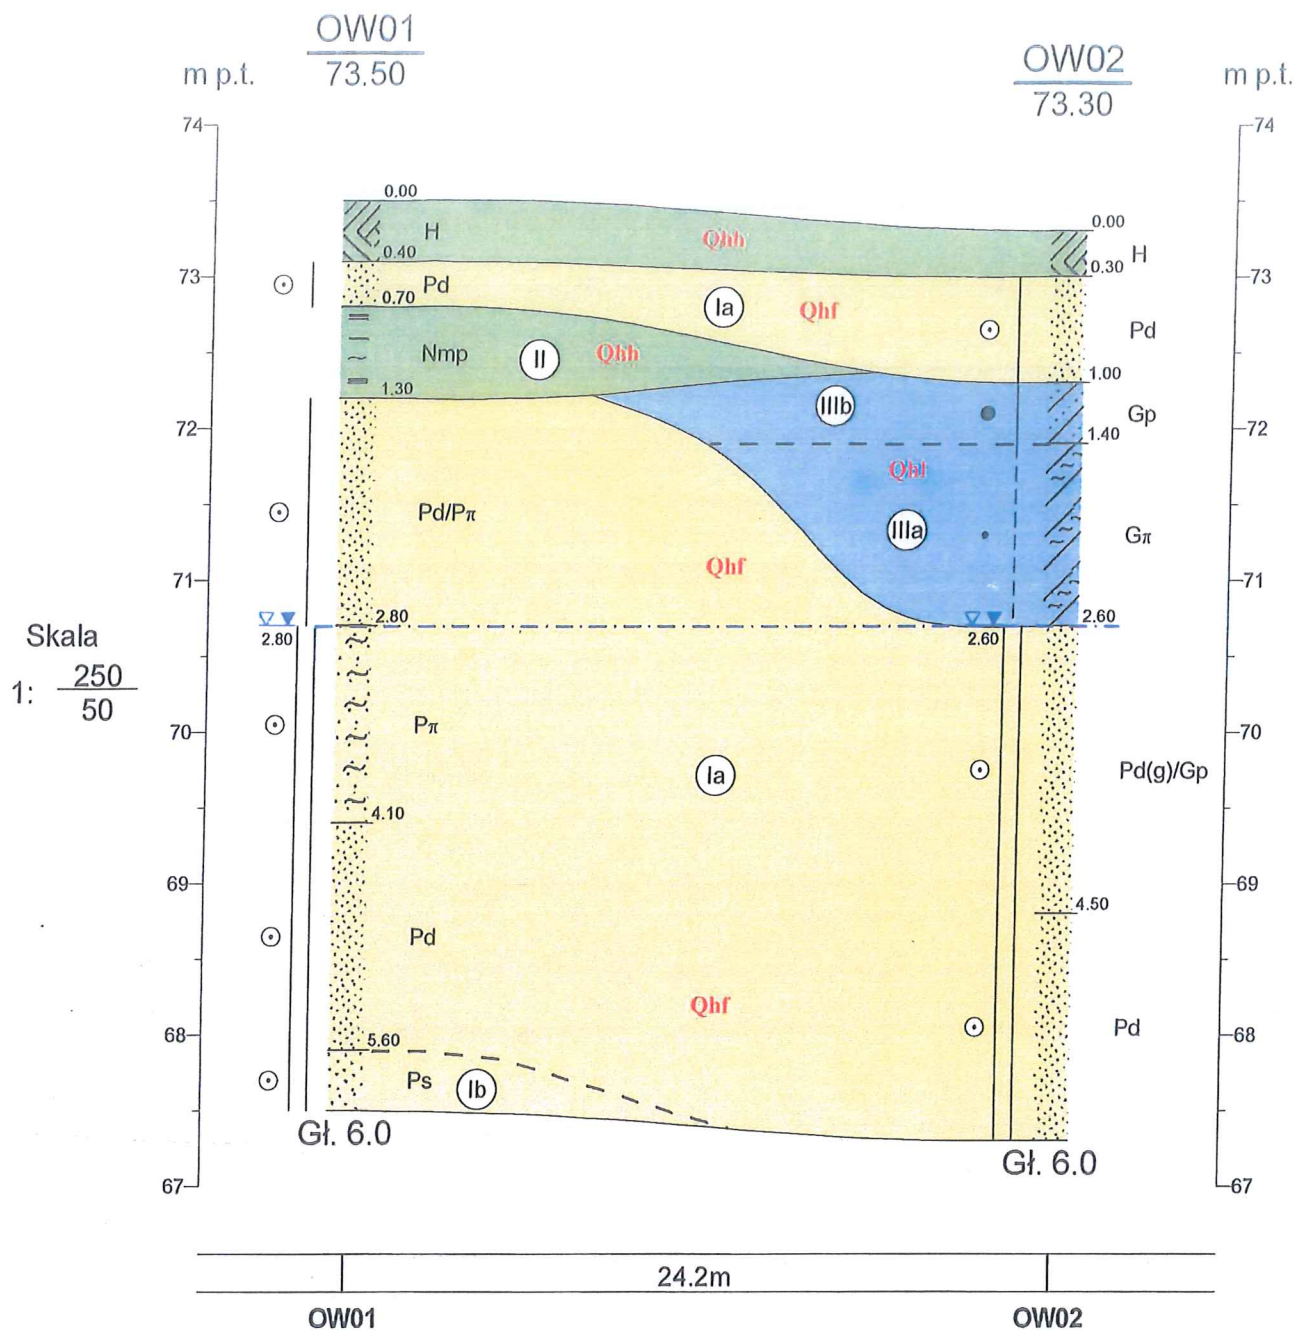 OW01
73.50
OW02
73.30
m p.t.
m p.t.
74
74
0.00
0.00
H
Qhh
H
0.40
0.30
73
73
Pd
Ia
Qhf
0.70
Pd
Nmp
II
Qhh
1.00
1.30
IIIb
Gp
72
72
1.40
Qhf
Pd/Pπ
IIIa
Gπ
Qhf
71
71
2.80
2.60
2.80
2.60
Skala
1: 250
50
Pπ
70
70
Ia
Pd(g)/Gp
4.10
69
69
4.50
Pd
Qhf
68
68
Pd
5.60
Ps
Ib
Gł. 6.0
Gł. 6.0
67
67
24.2m
OW01
OW02